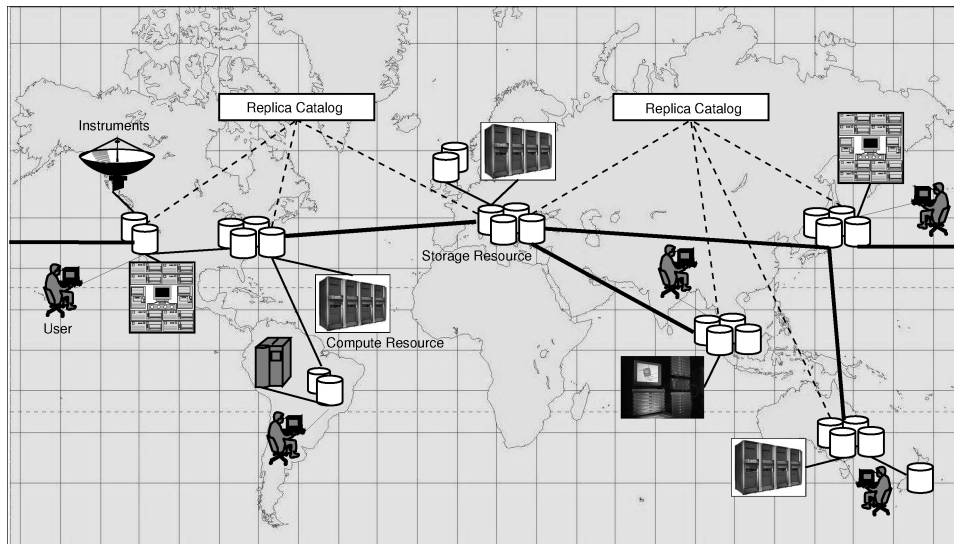 Replica Catalog
Replica Catalog
Instruments
Storage Resource
User
Compute Resource